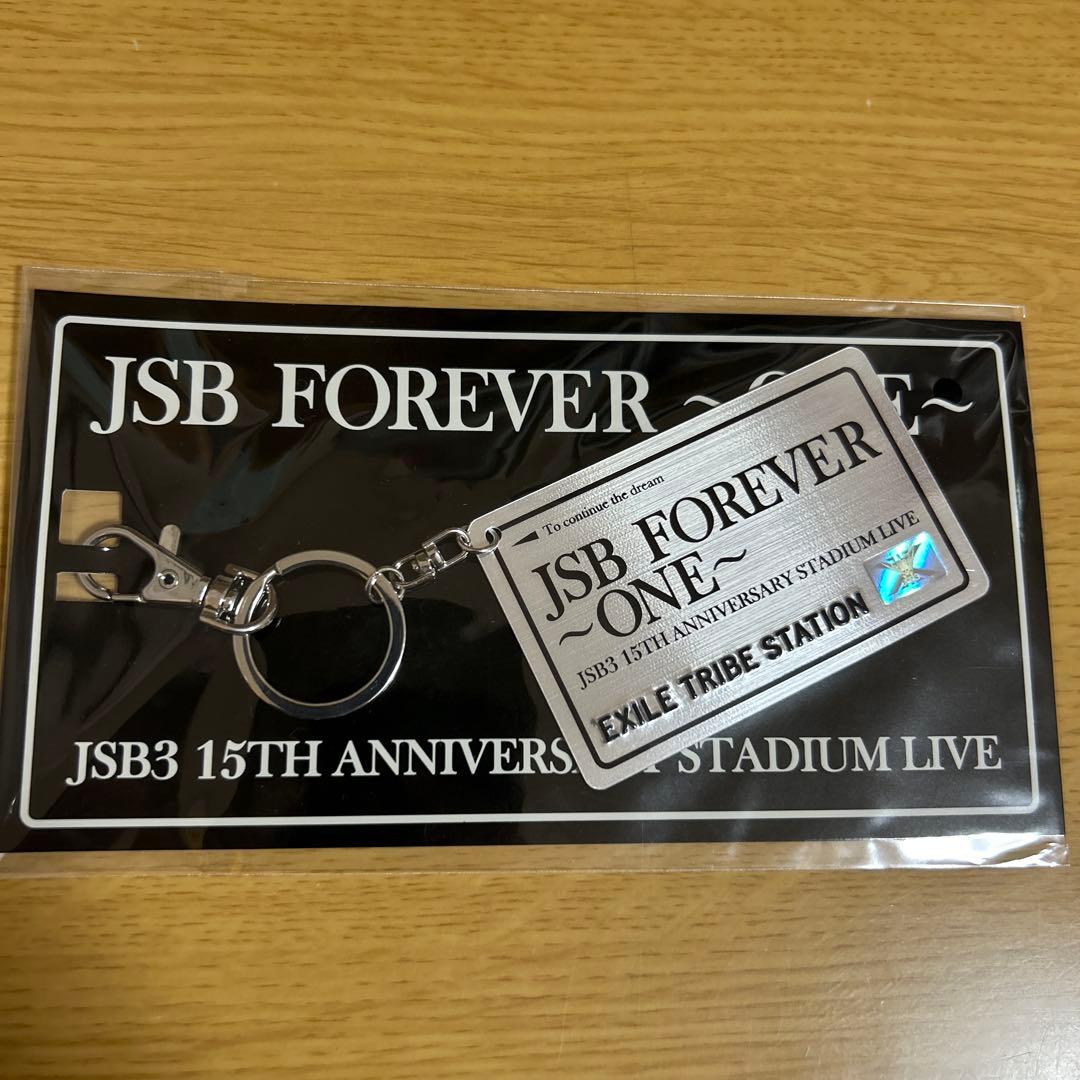 JSB FOREVER ~
E~
To continue the dream
JSB FOREVER
~ONE~
JSB3 15TH ANNIVERSARY STADIUM LIVE
EXILE TRIBE STATION
JSB3 15TH ANNIVERS STADIUM LIVE